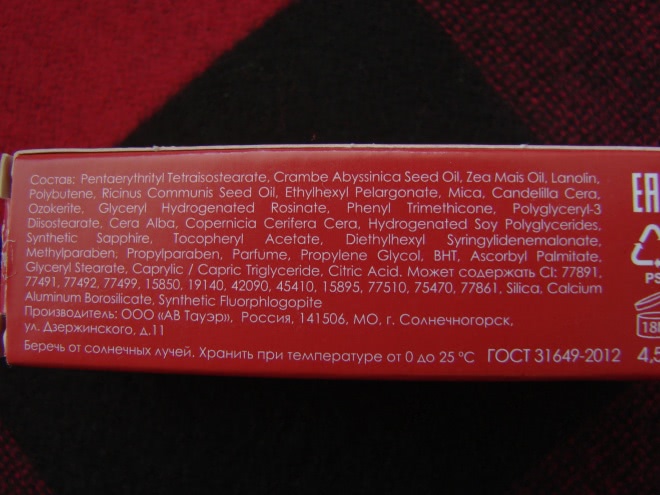 Состав: Pentaerythrityl Tetraisostearate, Crambe Abyssinica Seed Oil, Zea Mais Oil, Lanolin,
Polybutene, Ricinus Communis Seed Oil, Ethylhexyl Pelargonate, Mica, Candelilla Cera,
Ozokerite, Glyceryl Hydrogenated Rosinate, Phenyl Trimethicone, Polyglyceryl-3
Diisostearate, Cera Alba, Copernicia Cerifera Cera, Hydrogenated Soy Polyglycerides,
Synthetic Sapphire, Tocopheryl Acetate, Diethylhexyl Syringylidenemalonate,
Methylparaben, Propylparaben, Parfume, Propylene Glycol, BHT, Ascorbyl Palmitate,
Glyceryl Stearate, Caprylic / Capric Triglyceride, Citric Acid. Может содержать CI: 77891,
77491, 77492, 77499, 15850, 19140, 42090, 45410, 15895, 77510, 75470, 77861, Silica, Calcium
Aluminum Borosilicate, Synthetic Fluorphlogopite
Производитель: ООО «АВ Тауэр», Россия, 141506, МО, г. Солнечногорск,
ул. Дзержинского, д.11
Беречь от солнечных лучей. Хранить при температуре от 0 до 25 °C ГОСТ 31649-2012 4,5
EA
PS
18